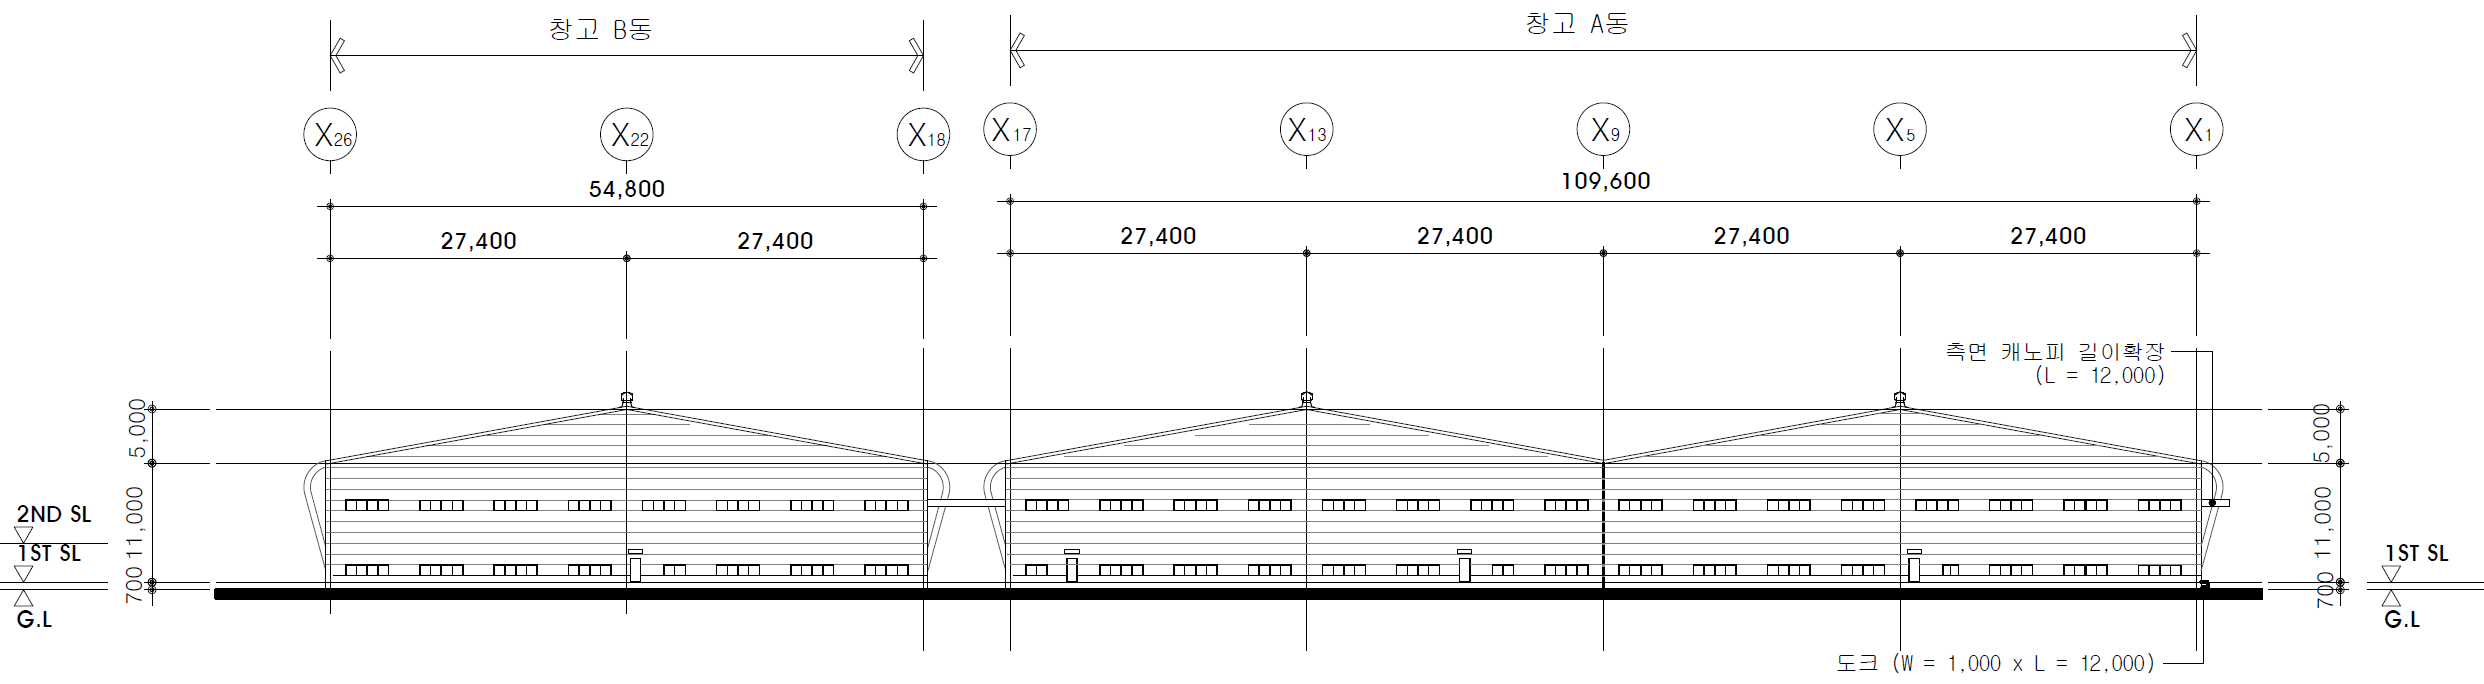 창고 B동
창고 A동
X26
X22
X18
X17
X13
X9
X5
X1
54,800
109,600
27,400
27,400
27,400
27,400
27,400
27,400
측면 캐노피 길이확장
(L = 12,000)
5,000
11,000
700
2ND SL
1ST SL
G.L
5,000
11,000
700
1ST SL
G.L
도크 (W = 1,000 x L = 12,000)